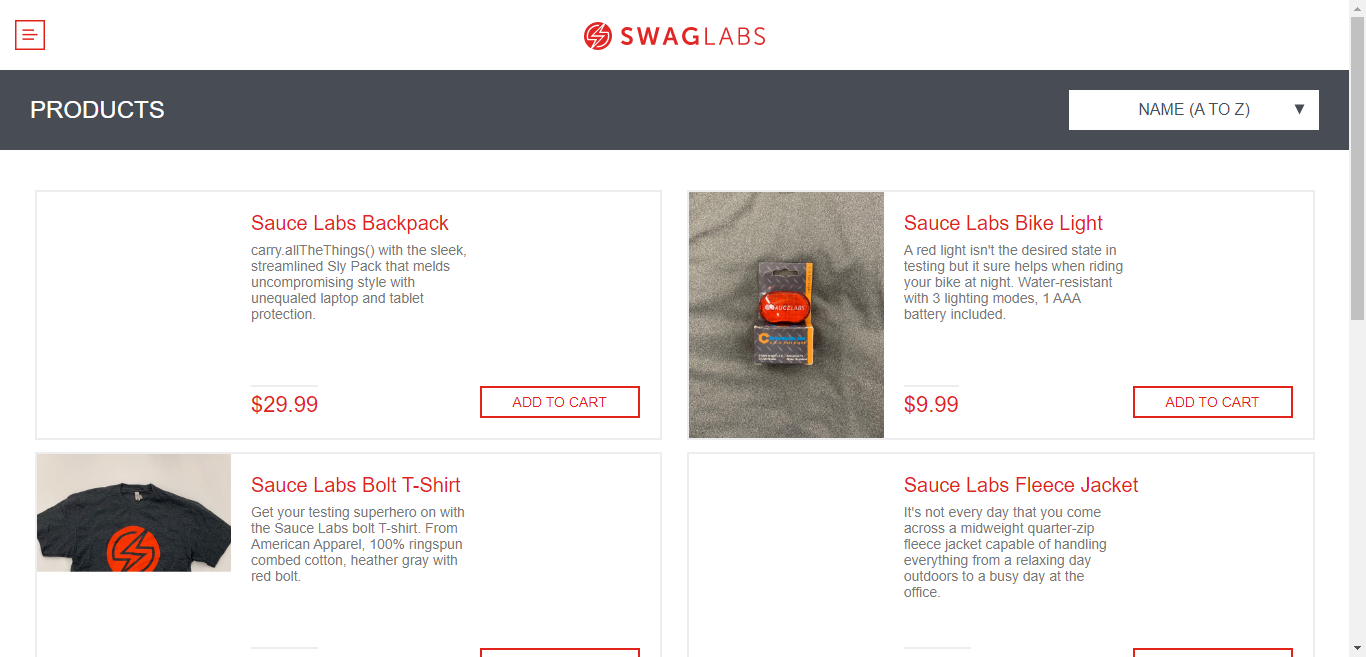 SWAGLABS
PRODUCTS
NAME (A TO Z)
Sauce Labs Backpack
carry.allTheThings() with the sleek,
streamlined Sly Pack that melds
uncompromising style with
unequaled laptop and tablet
protection.
$29.99
ADD TO CART
Sauce Labs Bike Light
A red light isn't the desired state in
testing but it sure helps when riding
your bike at night. Water-resistant
with 3 lighting modes, 1 AAA
battery included.
$9.99
ADD TO CART
SAUCELABS
Sauce Labs Bolt T-Shirt
Get your testing superhero on with
the Sauce Labs bolt T-shirt. From
American Apparel, 100% ringspun
combed cotton, heather gray with
red bolt.
Sauce Labs Fleece Jacket
It's not every day that you come
across a midweight quarter-zip
fleece jacket capable of handling
everything from a relaxing day
outdoors to a busy day at the
office.